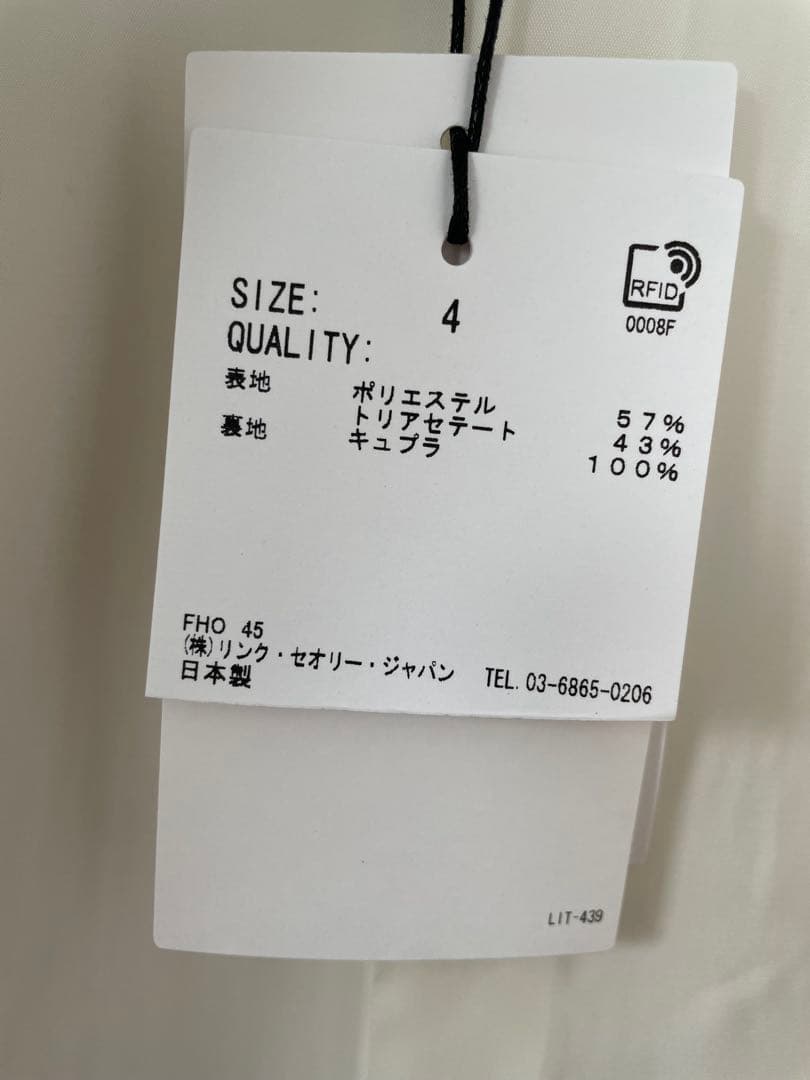 RFID
0008F
SIZE: 4
QUALITY:
表地 ポリエステル 57%
トリアセテート 43%
裏地 キュプラ 100%
FHO 45
(株)リンク・セオリー・ジャパン TEL. 03-6865-0206
日本製
LIT-439